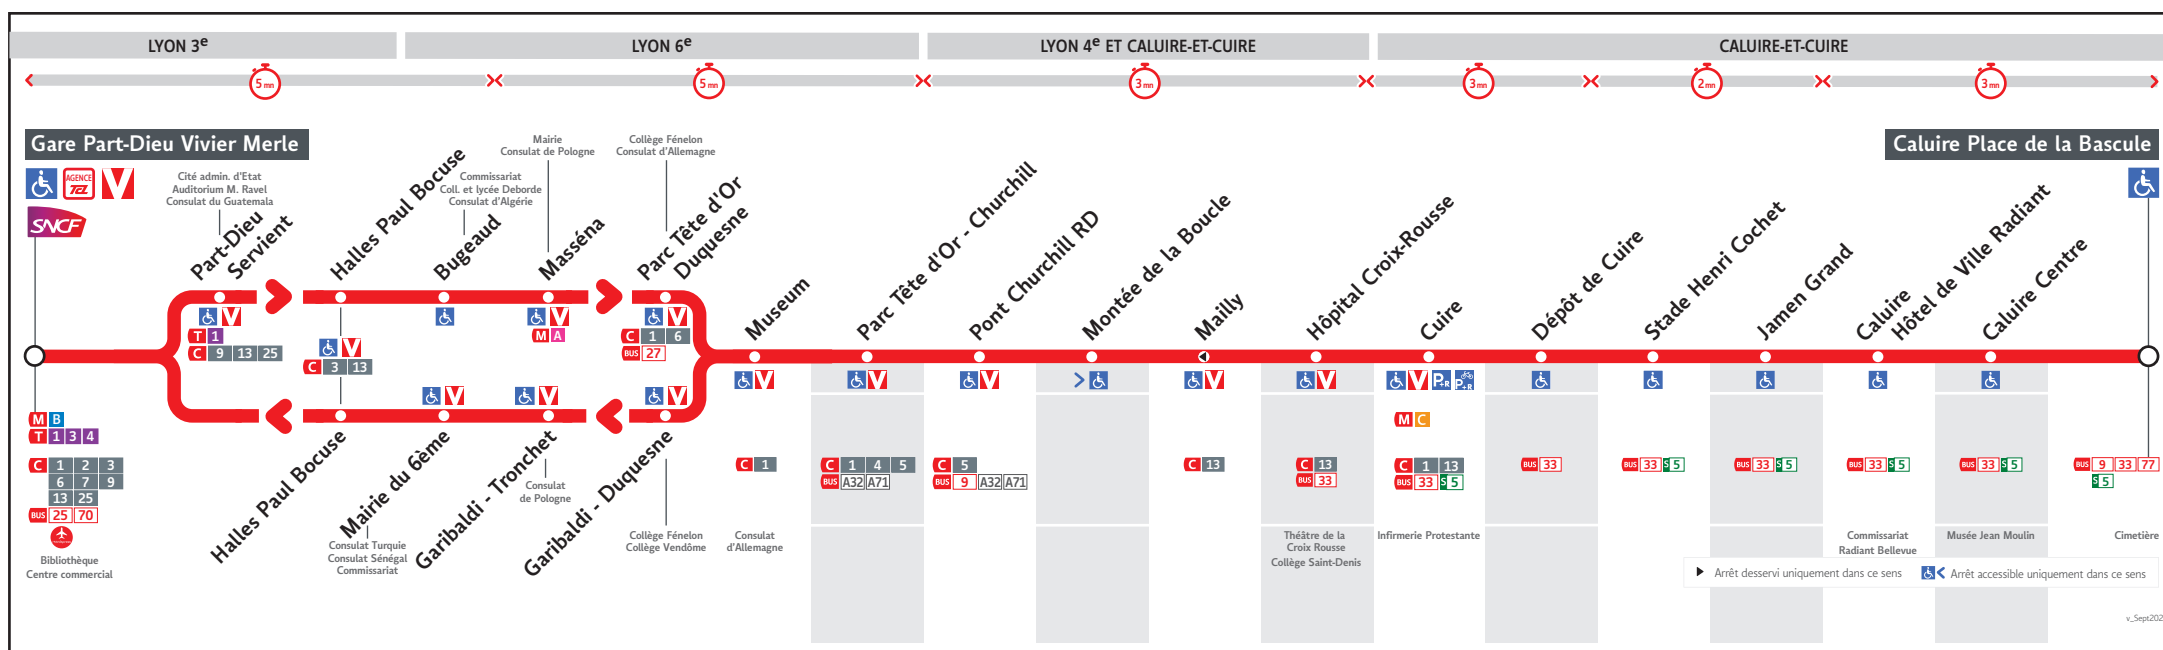 LYON 3e
LYON 6e
LYON 4e ET CALUIRE-ET-CUIRE
CALUIRE-ET-CUIRE
5 mn
5 mn
3 mn
3 mn
2 mn
3 mn
Gare Part-Dieu Vivier Merle
AGENCE
TCL
V
SNCF
Cité admin. d'Etat
Auditorium M. Ravel
Consulat du Guatemala
Part-Dieu
Servient
V
T 1
C 9 13 25
Halles Paul Bocuse
V
C 3 13
Commissariat
Coll. et lycée Deborde
Consulat d'Algérie
Bugeaud
Mairie
Consulat de Pologne
Masséna
V
M A
Collège Fénelon
Consulat d'Allemagne
Parc Tête d'Or
Duquesne
V
C 1 6
BUS 27
M B
T 1 3 4
C 1 2 3
6 7 9
13 25
BUS 25 70
Bibliothèque
Centre commercial
Halles Paul Bocuse
V
Mairie du 6ème
Consulat Turquie
Consulat Sénégal
Commissariat
V
Garibaldi - Tronchet
Consulat
de Pologne
V
Garibaldi - Duquesne
Collège Fénelon
Collège Vendôme
Museum
V
C 1
Consulat
d'Allemagne
Parc Tête d'Or - Churchill
V
C 1 4 5
BUS A32 A71
Pont Churchill RD
V
C 5
BUS 9 A32 A71
Montée de la Boucle
Mailly
V
C 13
Hôpital Croix-Rousse
V
C 13
BUS 33
Théâtre de la
Croix Rousse
Collège Saint-Denis
Cuire
V P+R P+R
M C
C 1 13
BUS 33 S 5
Infirmerie Protestante
Dépôt de Cuire
BUS 33
Stade Henri Cochet
BUS 33 S 5
Jamen Grand
BUS 33 S 5
Caluire
Hôtel de Ville Radiant
BUS 33 S 5
Commissariat
Radiant Bellevue
Caluire Centre
BUS 33 S 5
Musée Jean Moulin
Caluire Place de la Bascule
BUS 9 33 77
S 5
Cimetière
Arrêt desservi uniquement dans ce sens
Arrêt accessible uniquement dans ce sens
v_Sept202